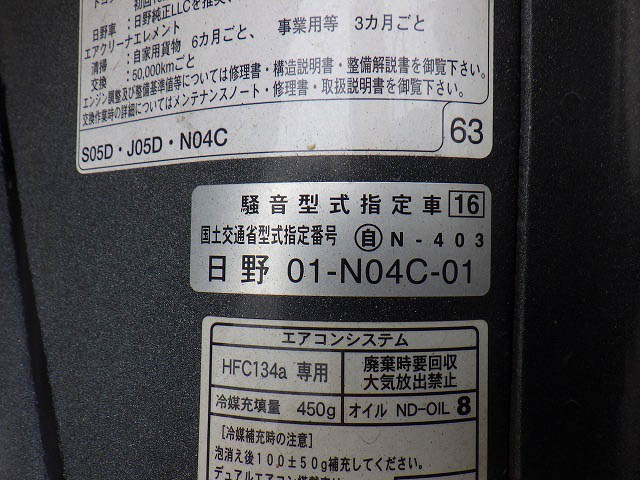 日野車：日野純正LLCを推奨
エアクリーナエレメント
清掃：自家用貨物 6カ月ごと、 事業用等 3カ月ごと
交換：50,000kmごと
エンジン調整及び整備基準値等については修理書・構造説明書・整備解説書を御覧下さい。
交換作業時の詳細についてはメンテナンスノート・修理書・取扱説明書を御覧下さい。
S05D・J05D・N04C
63
騒音型式指定車 16
国土交通省型式指定番号 自 N-403
日野 01-N04C-01
エアコンシステム
HFC134a 専用
廃棄時要回収
大気放出禁止
冷媒充填量 450g オイル ND-OIL 8
[冷媒補充時の注意]
泡消え後100±50g補充してください。
デュアルエアコン